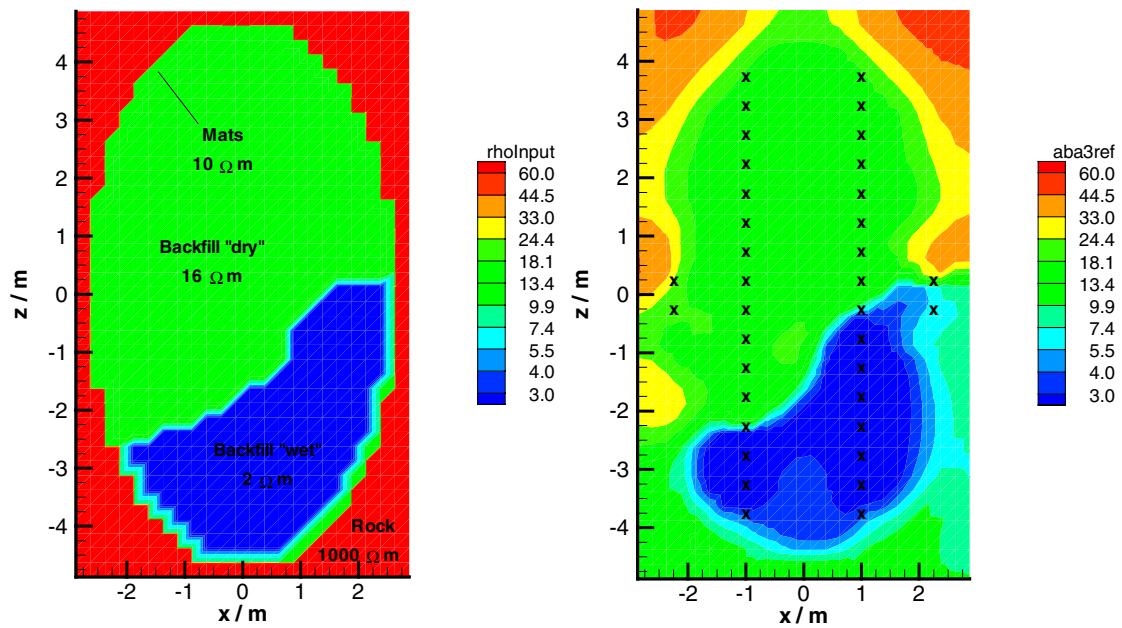 z / m
4
3
2
1
0
-1
-2
-3
-4
Mats
10 Ω m
Backfill "dry"
16 Ω m
Backfill "wet"
2 Ω m
Rock
1000 Ω m
-2 -1 0 1 2
x / m
rhoInput
60.0
44.5
33.0
24.4
18.1
13.4
9.9
7.4
5.5
4.0
3.0
z / m
4
3
2
1
0
-1
-2
-3
-4
x x
x x
x x
x x
x x
x x
x x
x x x x
x x x x
x x
x x
x x
x x
x x
x x
x x
-2 -1 0 1 2
x / m
aba3ref
60.0
44.5
33.0
24.4
18.1
13.4
9.9
7.4
5.5
4.0
3.0